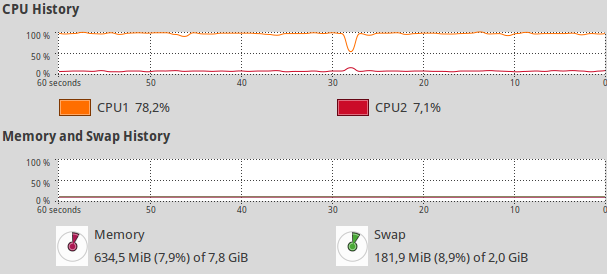 CPU History
100 %
50 %
0 %
60 seconds 50 40 30 20 10 0
CPU1 78,2% CPU2 7,1%
Memory and Swap History
100 %
50 %
0 %
60 seconds 50 40 30 20 10 0
Memory Swap
634,5 MiB (7,9%) of 7,8 GiB 181,9 MiB (8,9%) of 2,0 GiB